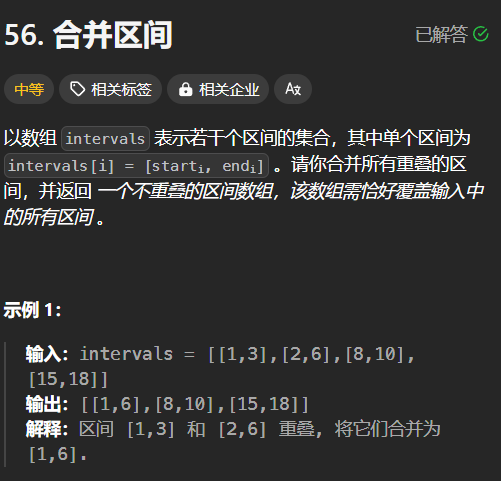 56. 合并区间
已解答
中等 相关标签 相关企业 Aあ
以数组 intervals 表示若干个区间的集合，其中单个区间为
intervals[i] = [starti, endi] 。请你合并所有重叠的区
间，并返回 一个不重叠的区间数组，该数组需恰好覆盖输入中
的所有区间 。
示例 1：
输入：intervals = [[1,3],[2,6],[8,10],
[15,18]]
输出：[[1,6],[8,10],[15,18]]
解释：区间 [1,3] 和 [2,6] 重叠, 将它们合并为
[1,6].